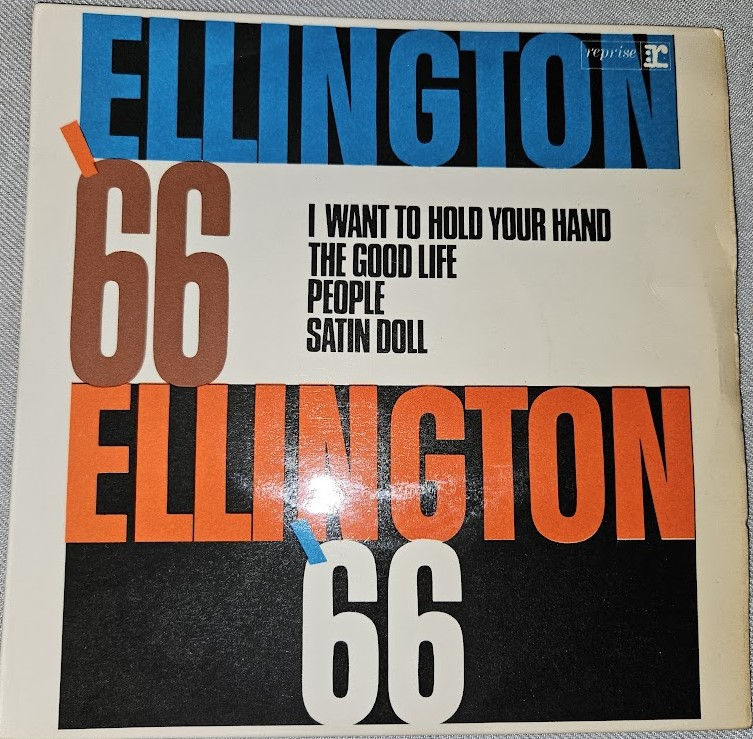 ELLINGTON
reprise r
'66
I WANT TO HOLD YOUR HAND
THE GOOD LIFE
PEOPLE
SATIN DOLL
ELLINGTON
'66